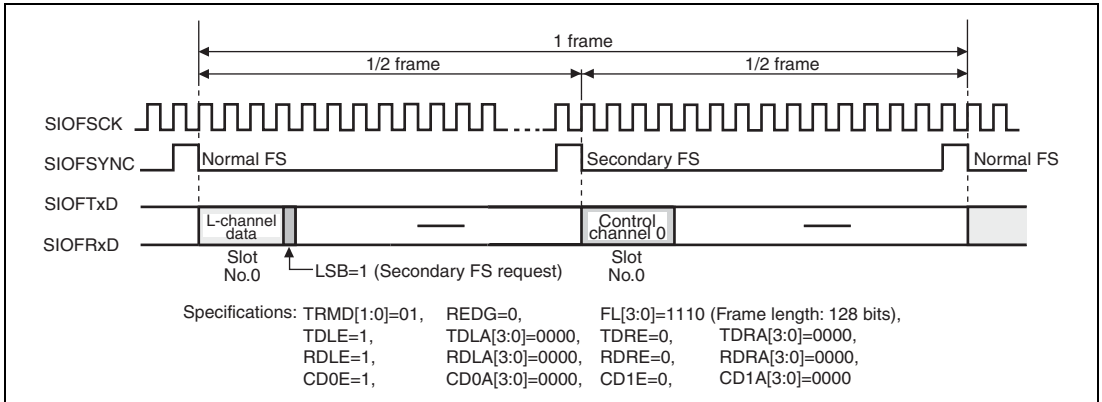 1 frame
1/2 frame 1/2 frame
SIOFSCK
SIOFSYNC Normal FS Secondary FS Normal FS
SIOFTxD
L-channel data Control channel 0
SIOFRxD
Slot No.0 LSB=1 (Secondary FS request) Slot No.0
Specifications: TRMD[1:0]=01, REDG=0, FL[3:0]=1110 (Frame length: 128 bits),
TDLE=1, TDLA[3:0]=0000, TDRE=0, TDRA[3:0]=0000,
RDLE=1, RDLA[3:0]=0000, RDRE=0, RDRA[3:0]=0000,
CD0E=1, CD0A[3:0]=0000, CD1E=0, CD1A[3:0]=0000